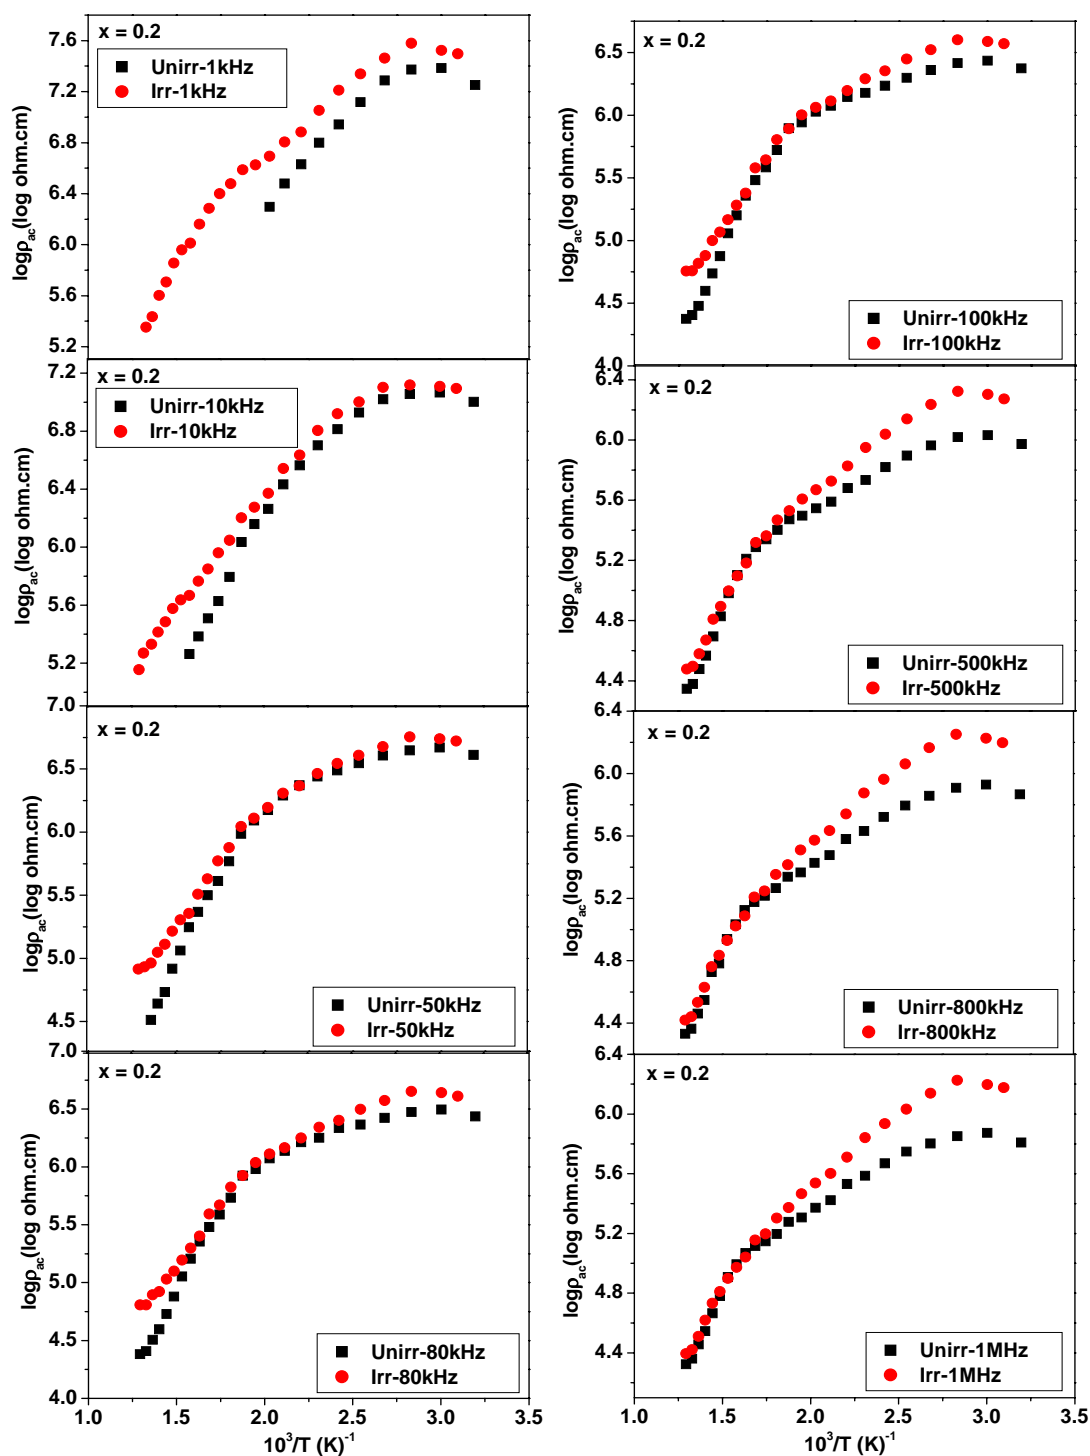 x = 0.2
Unirr-1kHz
Irr-1kHz
7.6
7.2
6.8
6.4
6.0
5.6
5.2
logρac(log ohm.cm)
x = 0.2
Unirr-10kHz
Irr-10kHz
7.2
6.8
6.4
6.0
5.6
5.2
logρac(log ohm.cm)
x = 0.2
Unirr-50kHz
Irr-50kHz
7.0
6.5
6.0
5.5
5.0
4.5
logρac(log ohm.cm)
x = 0.2
Unirr-80kHz
Irr-80kHz
7.0
6.5
6.0
5.5
5.0
4.5
4.0
logρac(log ohm.cm)
1.0 1.5 2.0 2.5 3.0 3.5
10³/T (K)⁻¹
x = 0.2
Unirr-100kHz
Irr-100kHz
6.5
6.0
5.5
5.0
4.5
4.0
logρac(log ohm.cm)
x = 0.2
Unirr-500kHz
Irr-500kHz
6.4
6.0
5.6
5.2
4.8
4.4
logρac(log ohm.cm)
x = 0.2
Unirr-800kHz
Irr-800kHz
6.4
6.0
5.6
5.2
4.8
4.4
logρac(log ohm.cm)
x = 0.2
Unirr-1MHz
Irr-1MHz
6.4
6.0
5.6
5.2
4.8
4.4
logρac(log ohm.cm)
1.0 1.5 2.0 2.5 3.0 3.5
10³/T (K)⁻¹